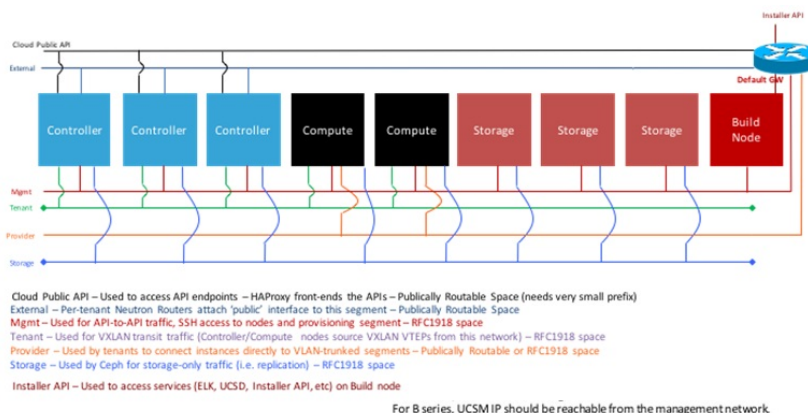 Installer API
Cloud Public API
External
Default GW
Controller Controller Controller Compute Compute Storage Storage Storage Build Node
Mgmt
Tenant
Provider
Storage
Cloud Public API – Used to access API endpoints – HAProxy front-ends the APIs – Publically Routable Space (needs very small prefix)
External – Per-tenant Neutron Routers attach 'public' interface to this segment – Publically Routable Space
Mgmt – Used for API-to-API traffic, SSH access to nodes and provisioning segment – RFC1918 space
Tenant – Used for VXLAN transit traffic (Controller/Compute nodes source VXLAN VTEPs from this network) – RFC1918 space
Provider – Used by tenants to connect instances directly to VLAN-trunked segments – Publically Routable or RFC1918 space
Storage – Used by Ceph for storage-only traffic (i.e. replication) – RFC1918 space
Installer API – Used to access services (ELK, UCSD, Installer API, etc) on Build node
For B series, UCSM IP should be reachable from the management network.